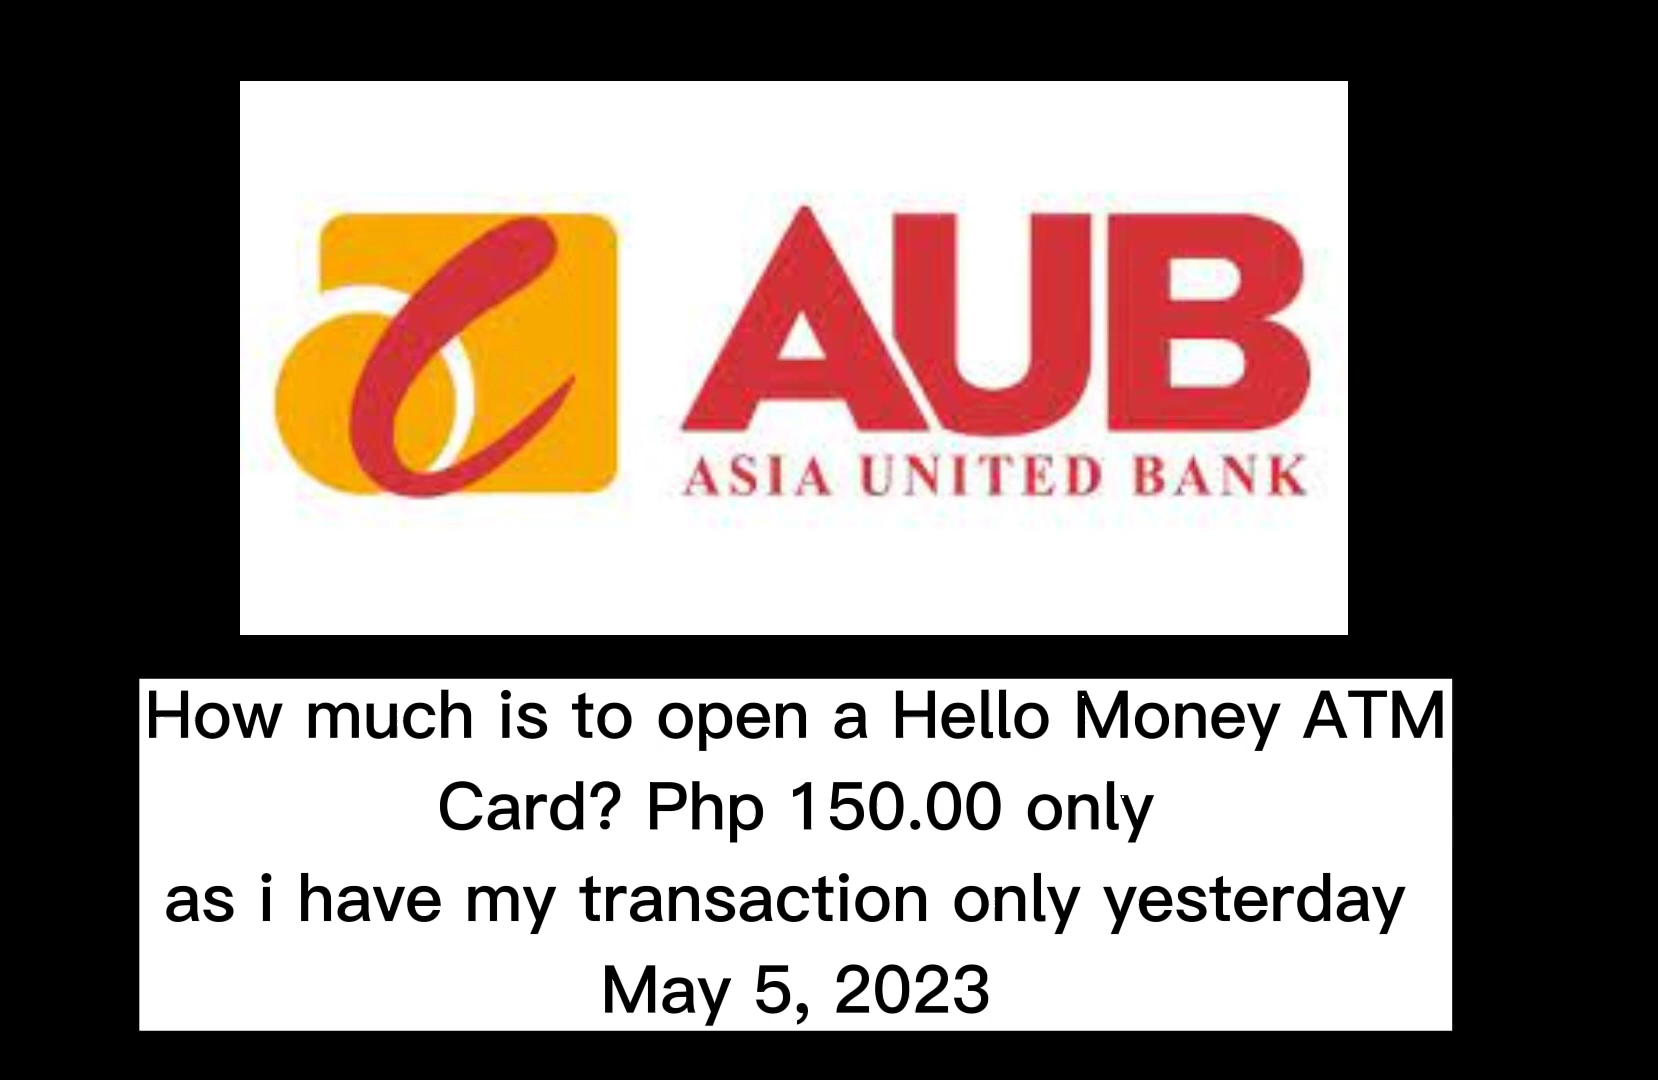 AUB
ASIA UNITED BANK
How much is to open a Hello Money ATM
Card? Php 150.00 only
as i have my transaction only yesterday
May 5, 2023